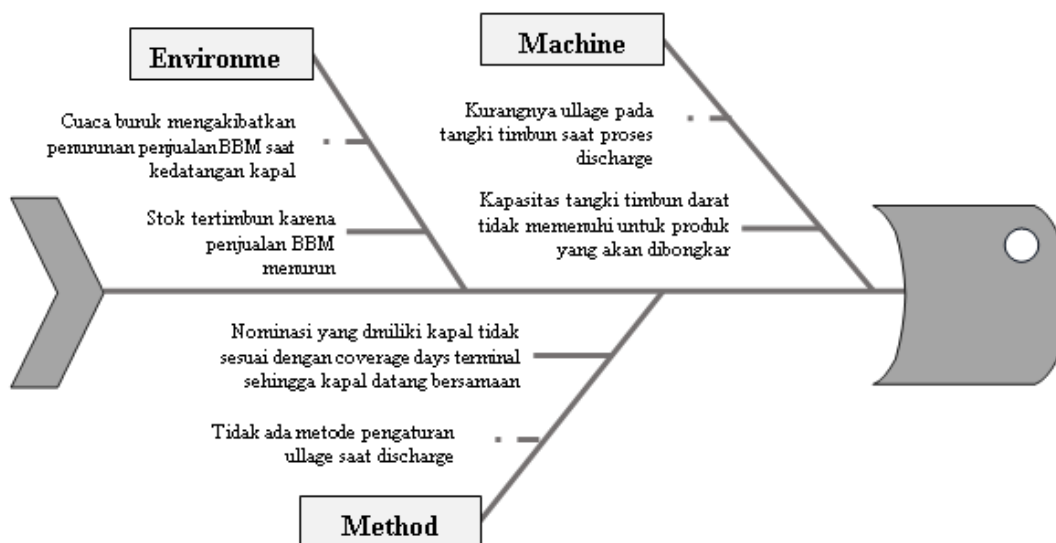 Environme
Machine
Cuaca buruk mengakibatkan
penurunan penjualan BBM saat
kedatangan kapal
Stok tertimbun karena
penjualan BBM
menurun
Kurangnya ullage pada
tangki timbun saat proses
discharge
Kapasitas tangki timbun darat
tidak memenuhi untuk produk
yang akan dibongkar
Nominasi yang dmiliki kapal tidak
sesuai dengan coverage days terminal
sehingga kapal datang bersamaan
Tidak ada metode pengaturan
ullage saat discharge
Method